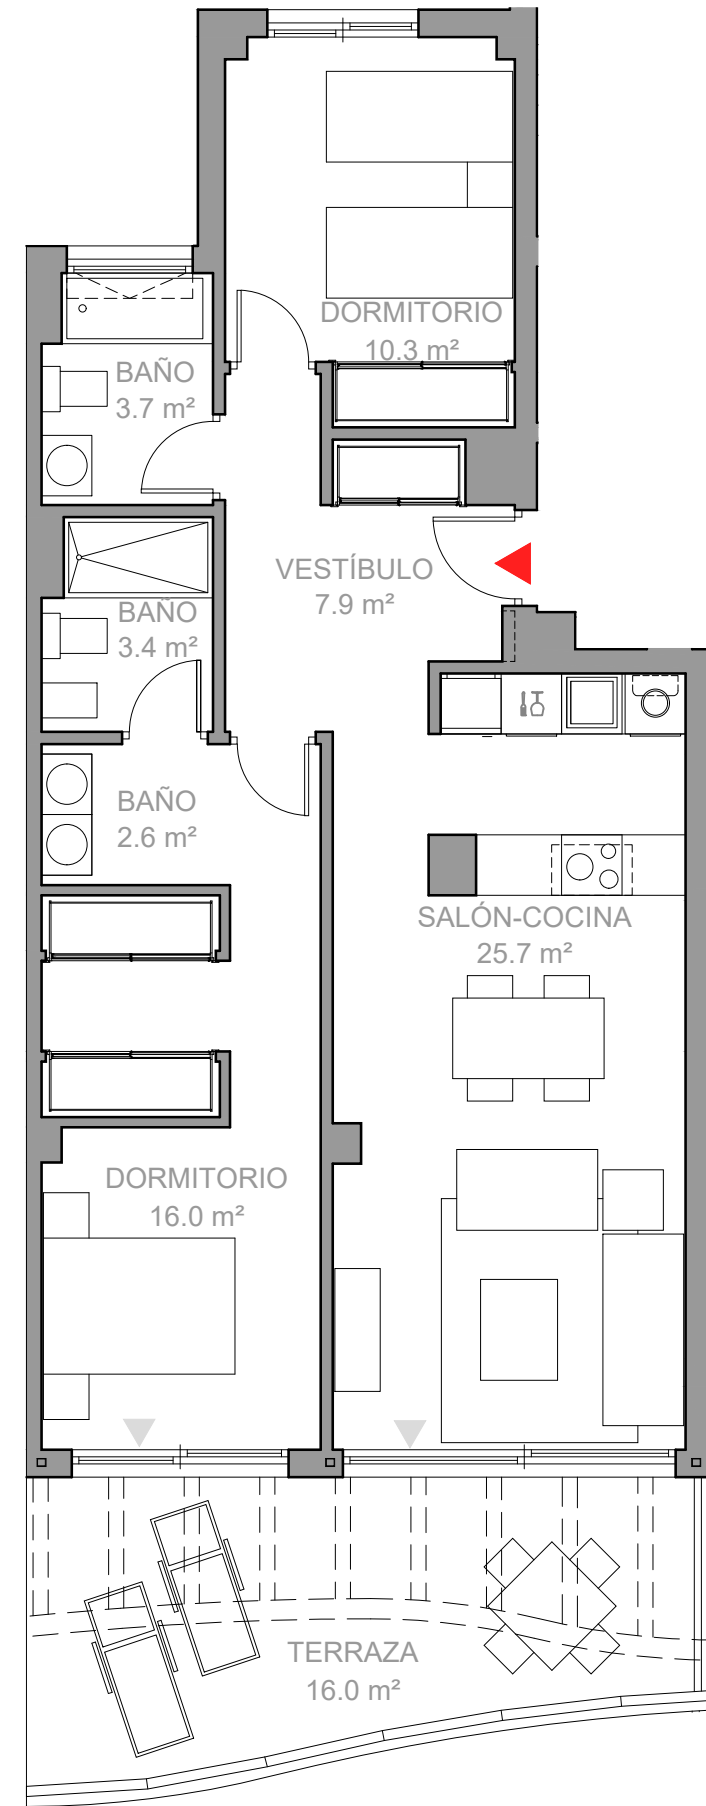 DORMITORIO
10.3 m²
BAÑO
3.7 m²
VESTÍBULO
7.9 m²
BAÑO
3.4 m²
BAÑO
2.6 m²
SALÓN-COCINA
25.7 m²
DORMITORIO
16.0 m²
TERRAZA
16.0 m²